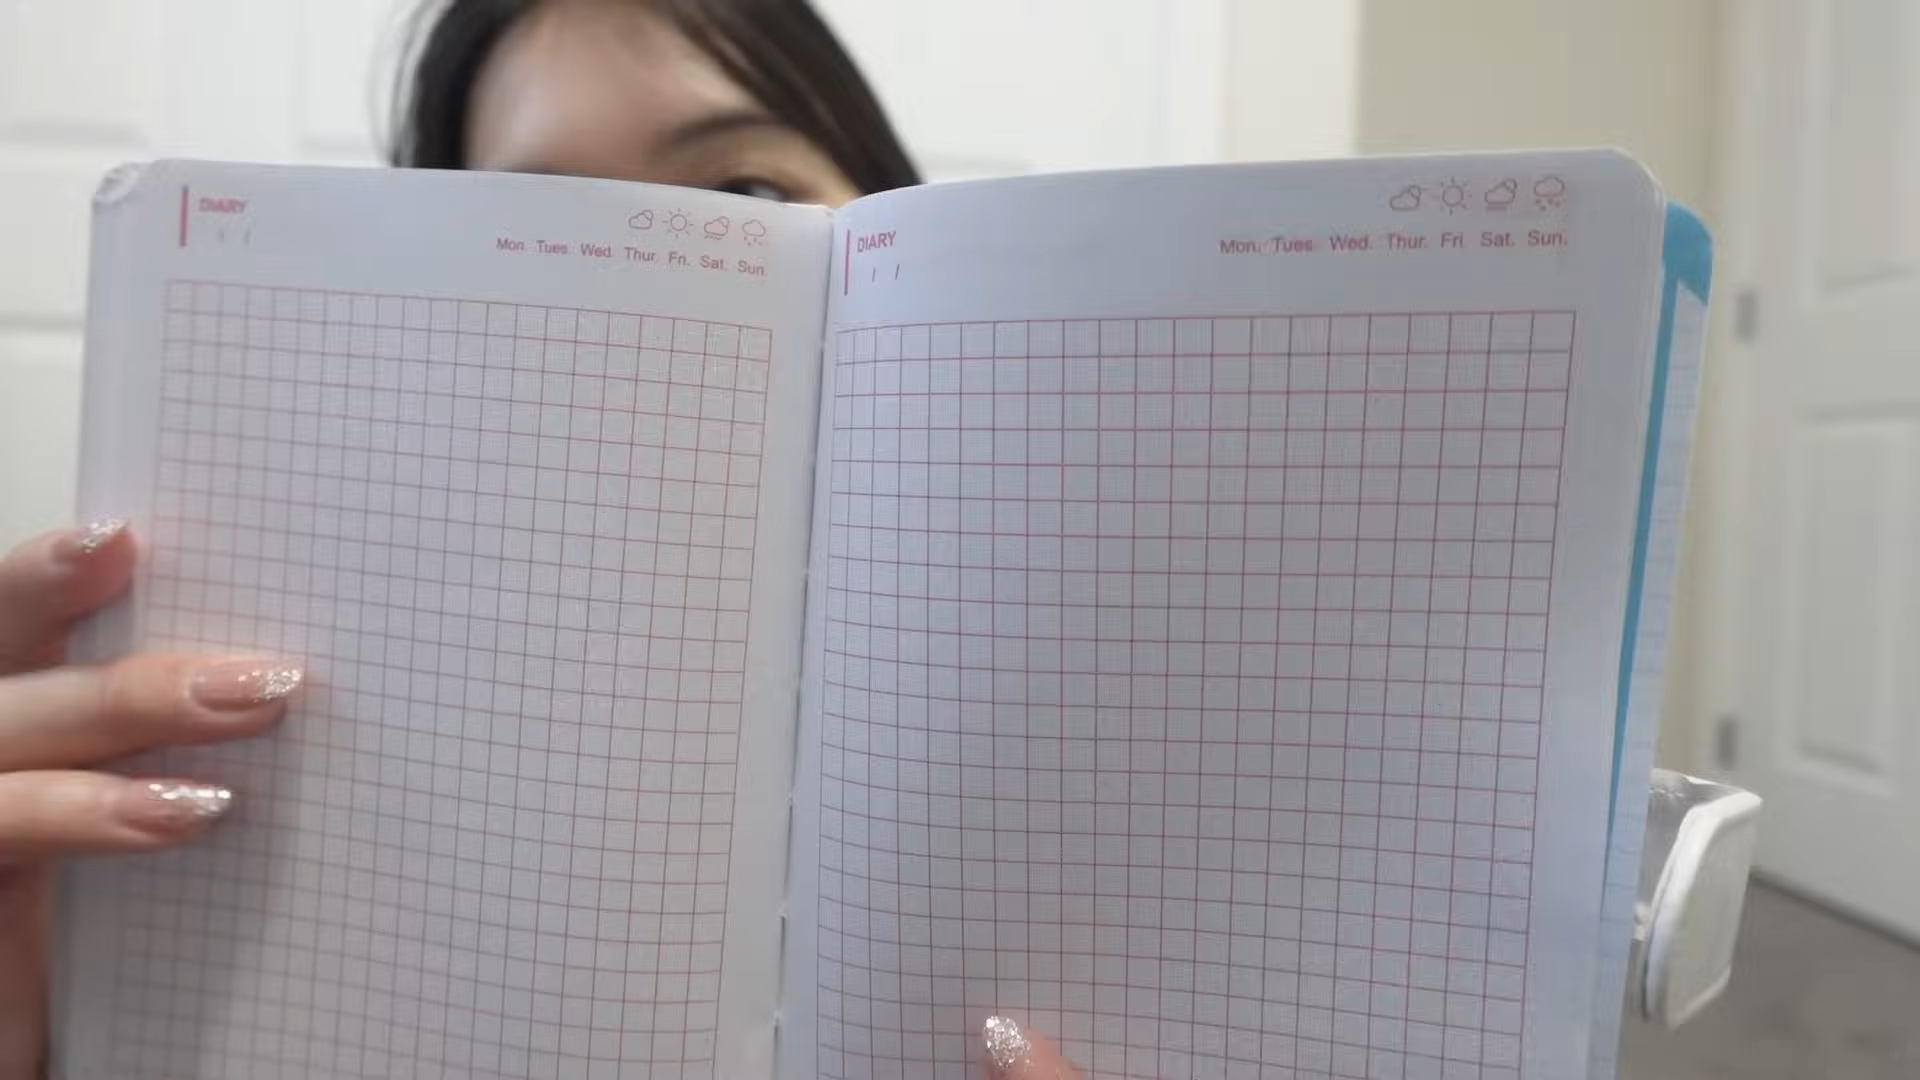 DIARY
/ /
Mon. Tues. Wed. Thur. Fri. Sat. Sun.
DIARY
/ /
Mon. Tues. Wed. Thur. Fri. Sat. Sun.